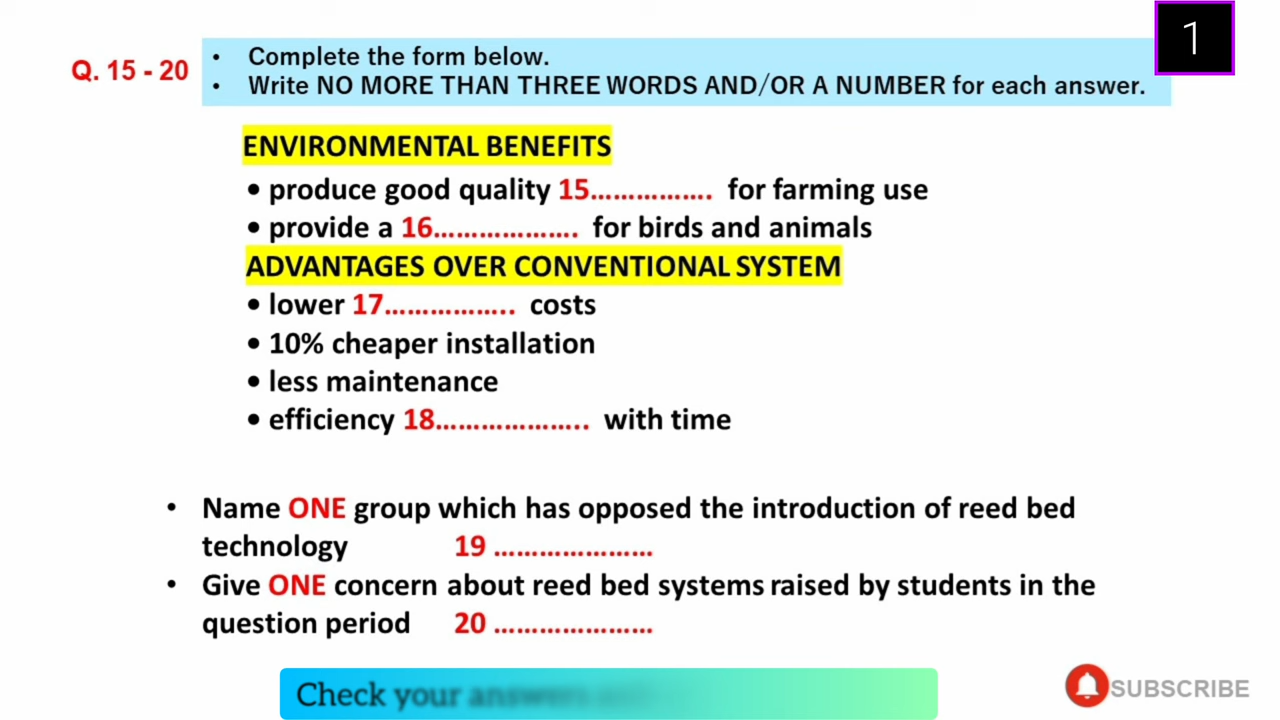 1
Q. 15 - 20
• Complete the form below.
• Write NO MORE THAN THREE WORDS AND/OR A NUMBER for each answer.
ENVIRONMENTAL BENEFITS
• produce good quality 15……………. for farming use
• provide a 16………………. for birds and animals
ADVANTAGES OVER CONVENTIONAL SYSTEM
• lower 17…………….. costs
• 10% cheaper installation
• less maintenance
• efficiency 18……………….. with time
• Name ONE group which has opposed the introduction of reed bed
technology 19 …………………
• Give ONE concern about reed bed systems raised by students in the
question period 20 …………………
Check your answers
SUBSCRIBE